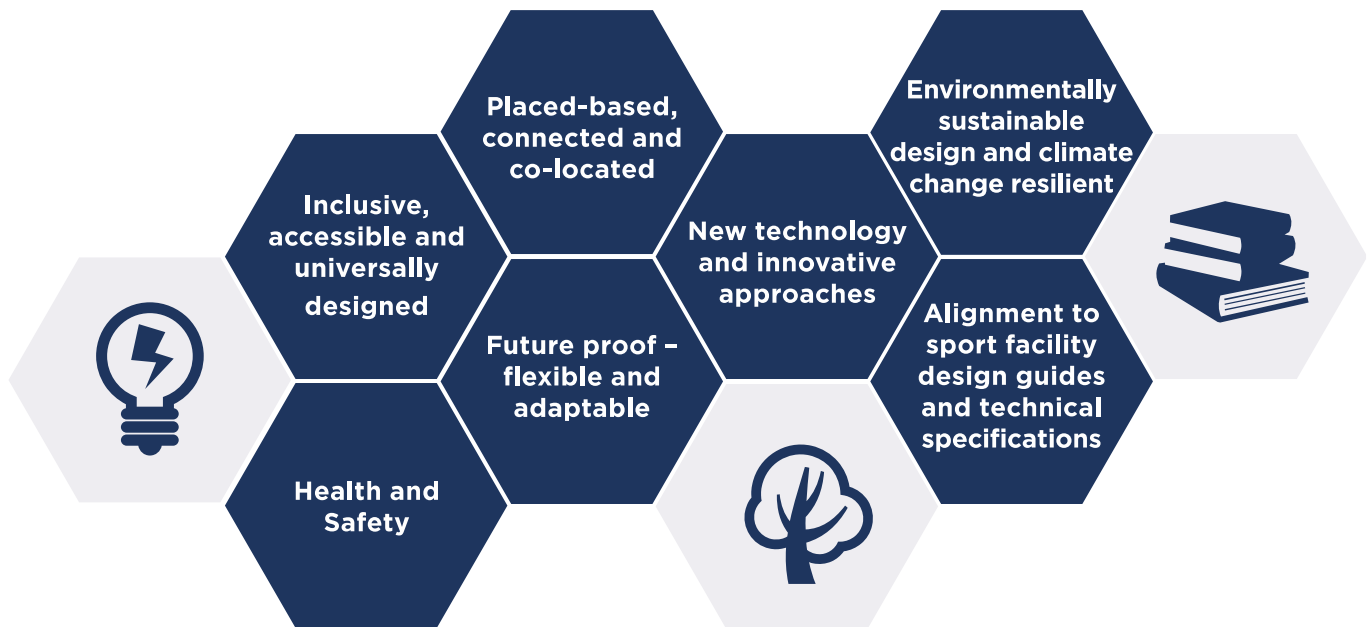 Placed-based,
connected and
co-located
Environmentally
sustainable
design and climate
change resilient
Inclusive,
accessible and
universally
designed
New technology
and innovative
approaches
Future proof –
flexible and
adaptable
Alignment to
sport facility
design guides
and technical
specifications
Health and
Safety